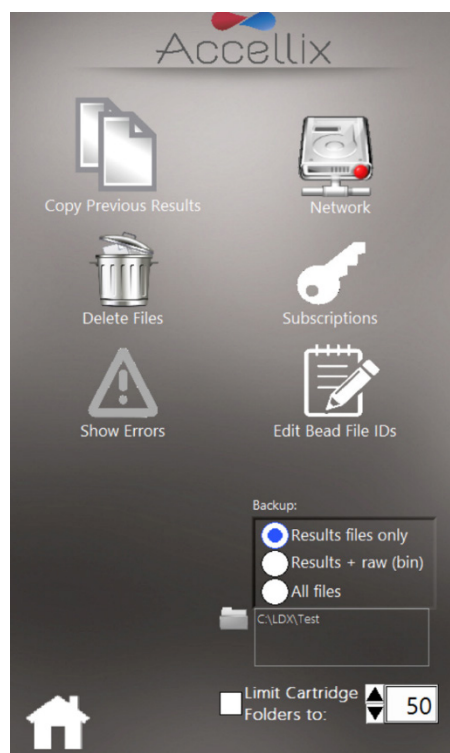 Accellix
Copy Previous Results
Network
Delete Files
Subscriptions
Show Errors
Edit Bead File IDs
Backup:
Results files only
Results + raw (bin)
All files
C:\LDX\Test
Limit Cartridge
Folders to:
50